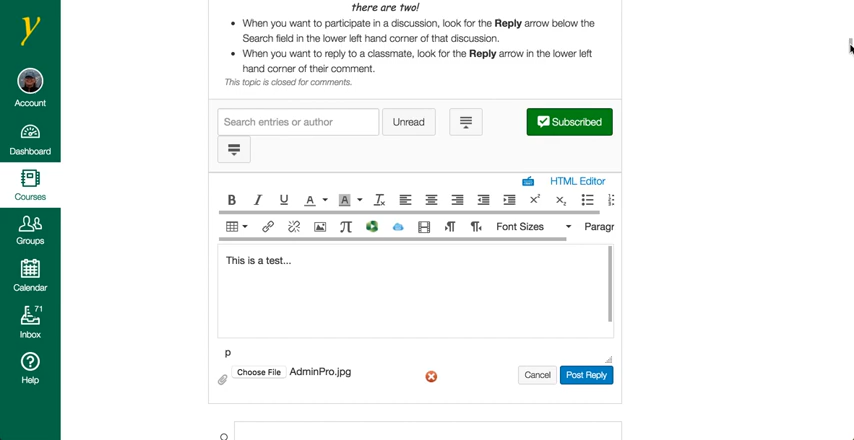 there are two!
• When you want to participate in a discussion, look for the Reply arrow below the
Search field in the lower left hand corner of that discussion.
• When you want to reply to a classmate, look for the Reply arrow in the lower left
hand corner of their comment.
This topic is closed for comments.
y
Account
Dashboard
Courses
Groups
Calendar
71
Inbox
Help
Search entries or author
Unread
Subscribed
HTML Editor
B I U A A
Font Sizes
Paragr
This is a test...
p
Choose File AdminPro.jpg
Cancel
Post Reply